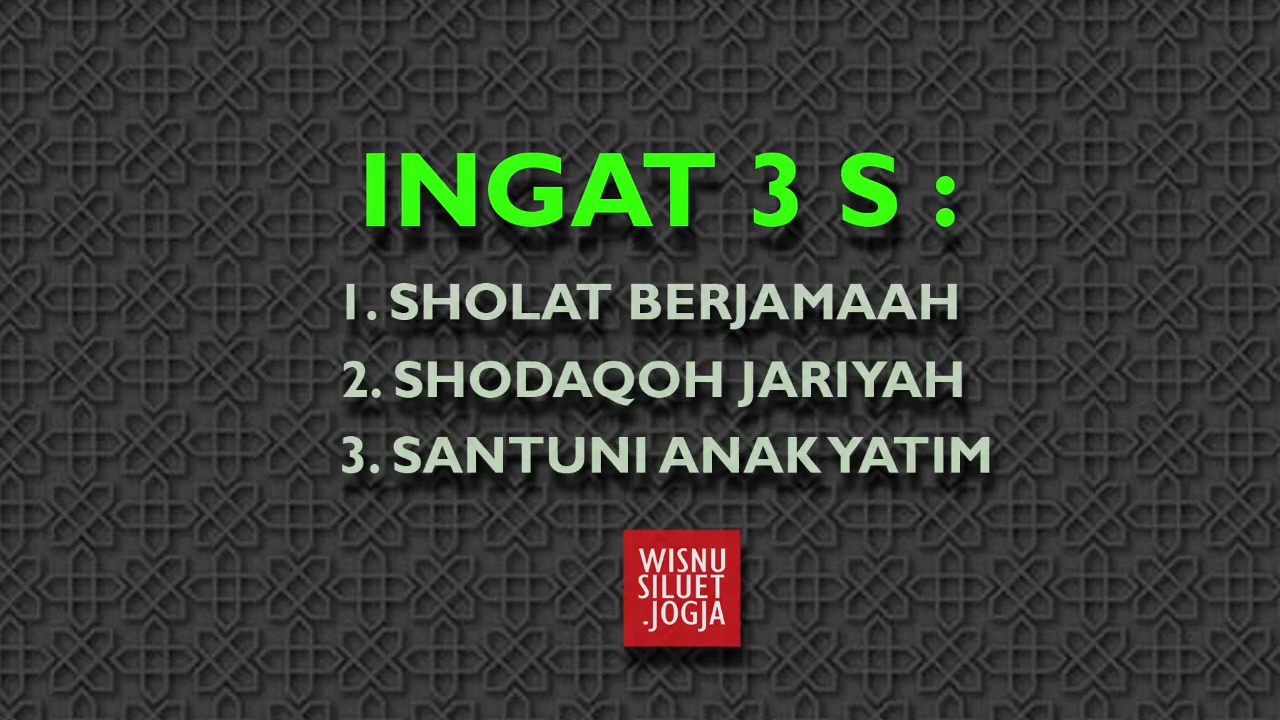 INGAT 3 S :
1. SHOLAT BERJAMAAH
2. SHODAQOH JARIYAH
3. SANTUNI ANAK YATIM
WISNU
SILUET
.JOGJA